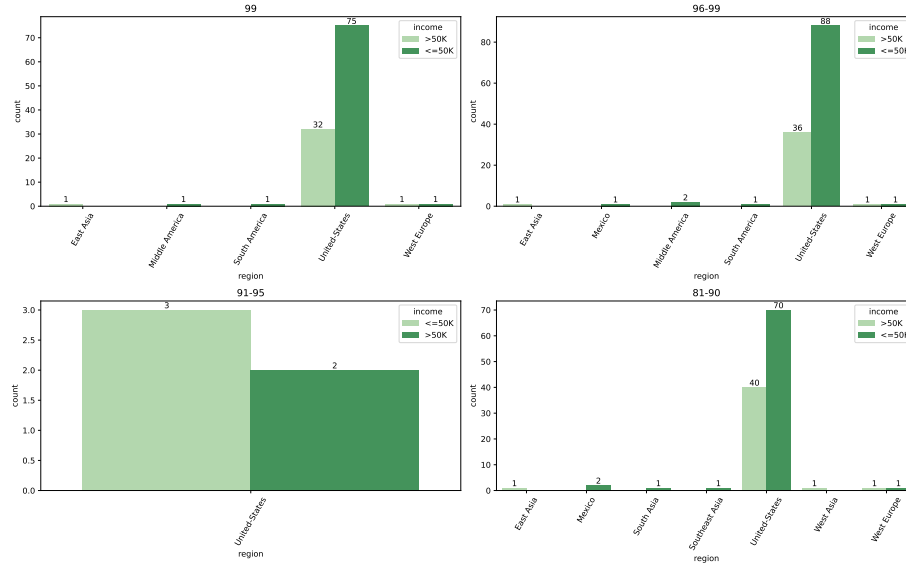 99
income
>50K
<=50K
count
70
60
50
40
30
20
10
0
1
1
1
32
75
1
1
East Asia
Middle America
South America
United-States
West Europe
region
96-99
income
>50K
<=50K
count
80
60
40
20
0
1
1
2
1
36
88
1
1
East Asia
Mexico
Middle America
South America
United-States
West Europe
region
91-95
income
<=50K
>50K
count
3.0
2.5
2.0
1.5
1.0
0.5
0.0
3
2
United-States
region
81-90
income
>50K
<=50K
count
70
60
50
40
30
20
10
0
1
2
1
1
40
70
1
1
1
East Asia
Mexico
South Asia
Southeast Asia
United-States
West Asia
West Europe
region